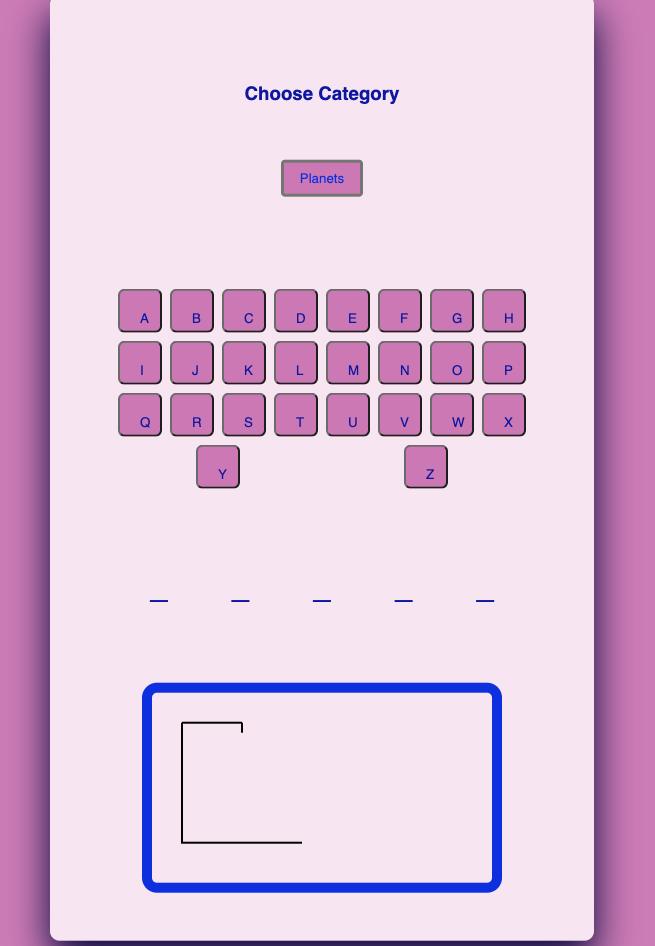 Choose Category
Planets
A B C D E F G H
I J K L M N O P
Q R S T U V W X
Y Z
_ _ _ _ _